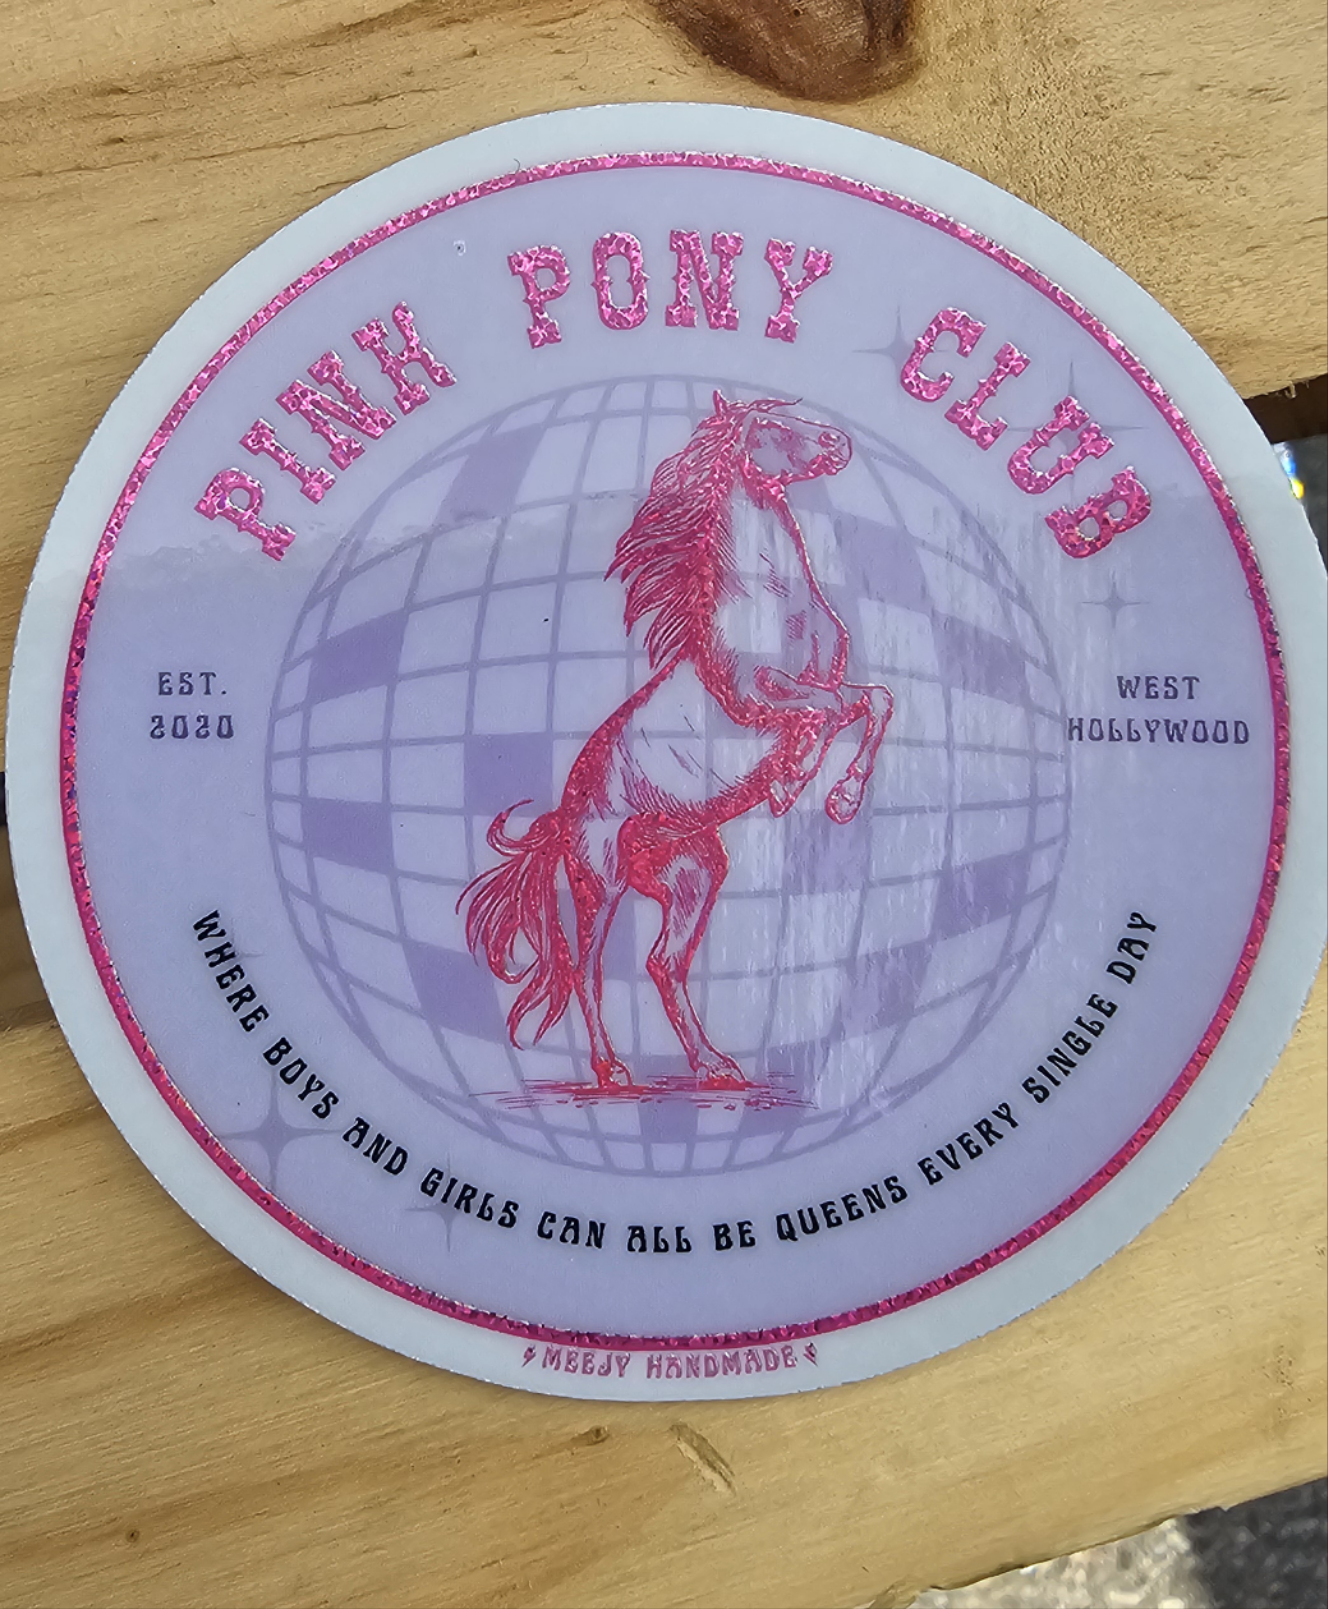 PINK PONY CLUB
EST.
2020
WEST
HOLLYWOOD
WHERE BOYS AND GIRLS CAN ALL BE QUEENS EVERY SINGLE DAY
MEEJY HANDMADE